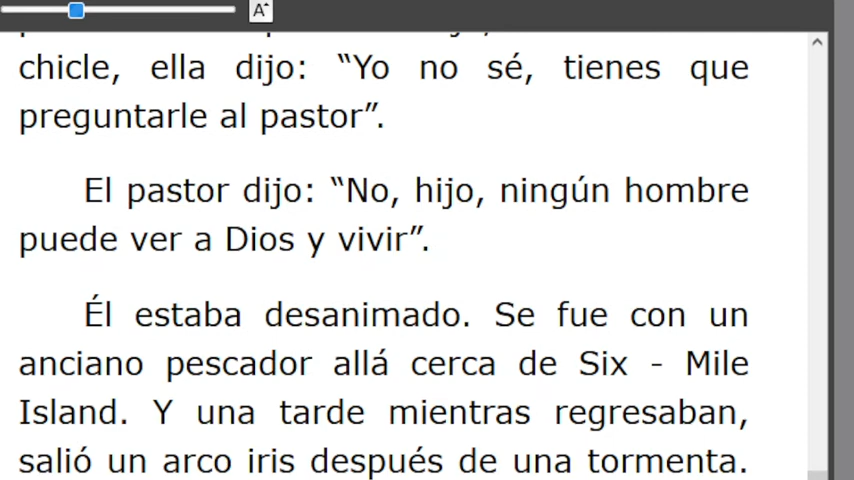 A
chicle, ella dijo: “Yo no sé, tienes que
preguntarle al pastor”.
El pastor dijo: “No, hijo, ningún hombre
puede ver a Dios y vivir”.
Él estaba desanimado. Se fue con un
anciano pescador allá cerca de Six - Mile
Island. Y una tarde mientras regresaban,
salió un arco iris después de una tormenta.